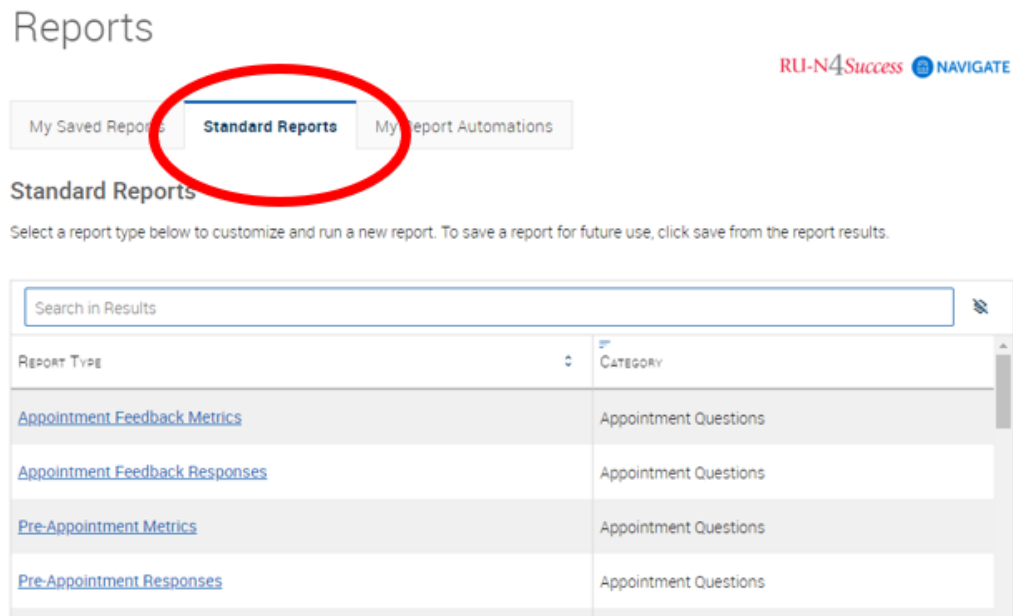 Reports
RU-N4Success NAVIGATE
My Saved Reports Standard Reports My Report Automations
Standard Reports
Select a report type below to customize and run a new report. To save a report for future use, click save from the report results.
Search in Results
Report Type Category
Appointment Feedback Metrics Appointment Questions
Appointment Feedback Responses Appointment Questions
Pre-Appointment Metrics Appointment Questions
Pre-Appointment Responses Appointment Questions